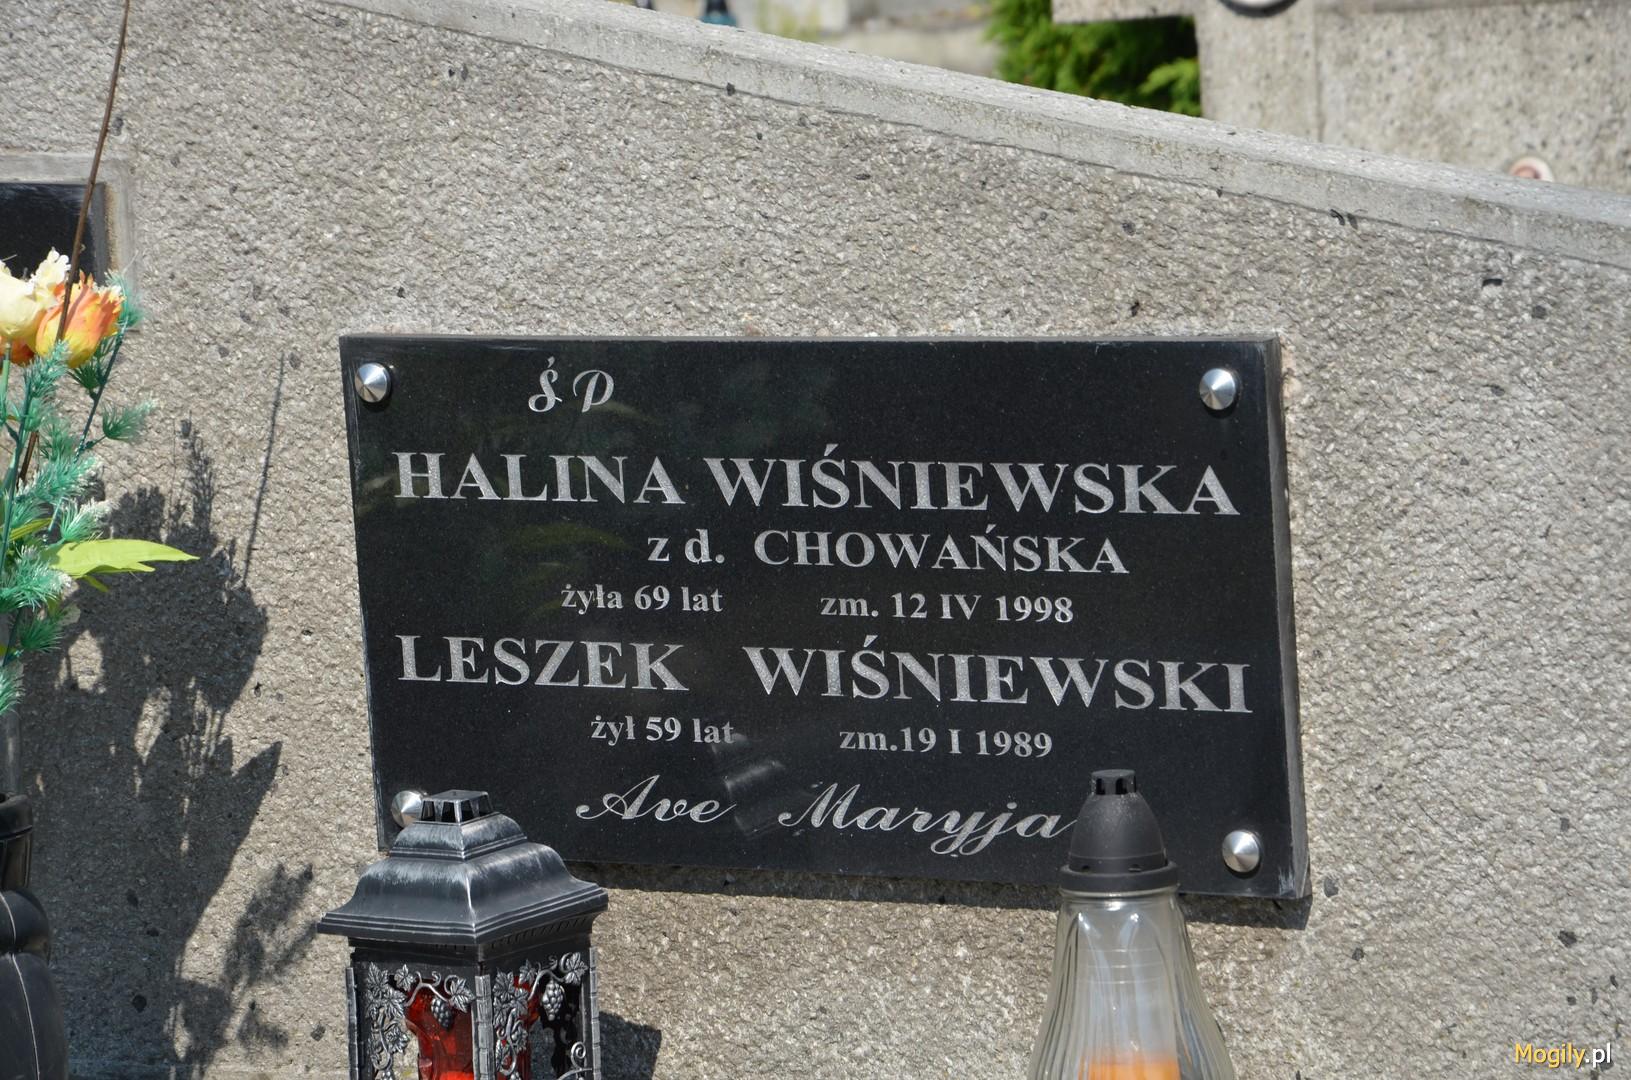 Ś P
HALINA WIŚNIEWSKA
z d. CHOWAŃSKA
żyła 69 lat zm. 12 IV 1998
LESZEK WIŚNIEWSKI
żył 59 lat zm.19 I 1989
Ave Maryja
Mogily.pl